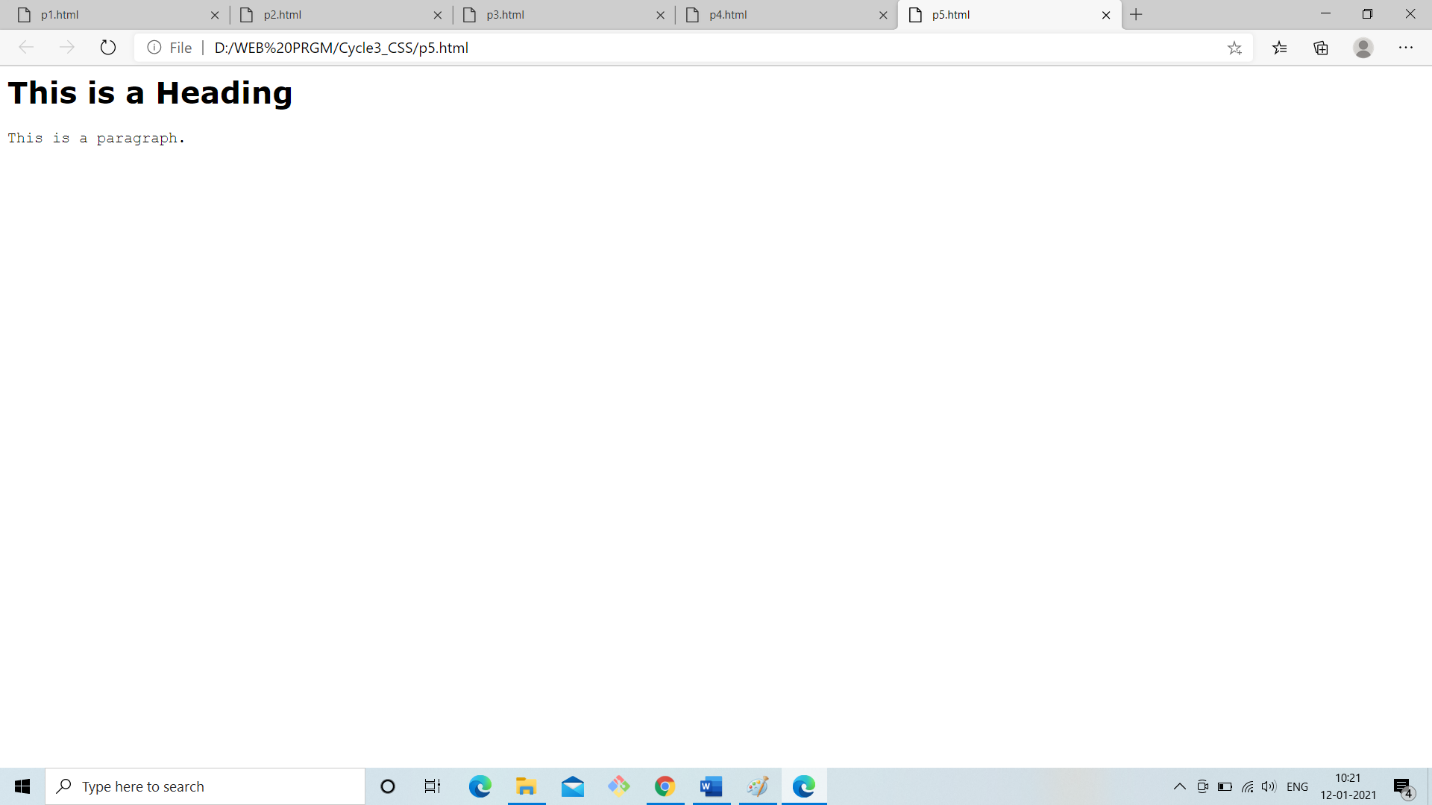 p1.html
p2.html
p3.html
p4.html
p5.html
File | D:/WEB%20PRGM/Cycle3_CSS/p5.html
This is a Heading
This is a paragraph.
Type here to search
ENG
10:21
12-01-2021
4